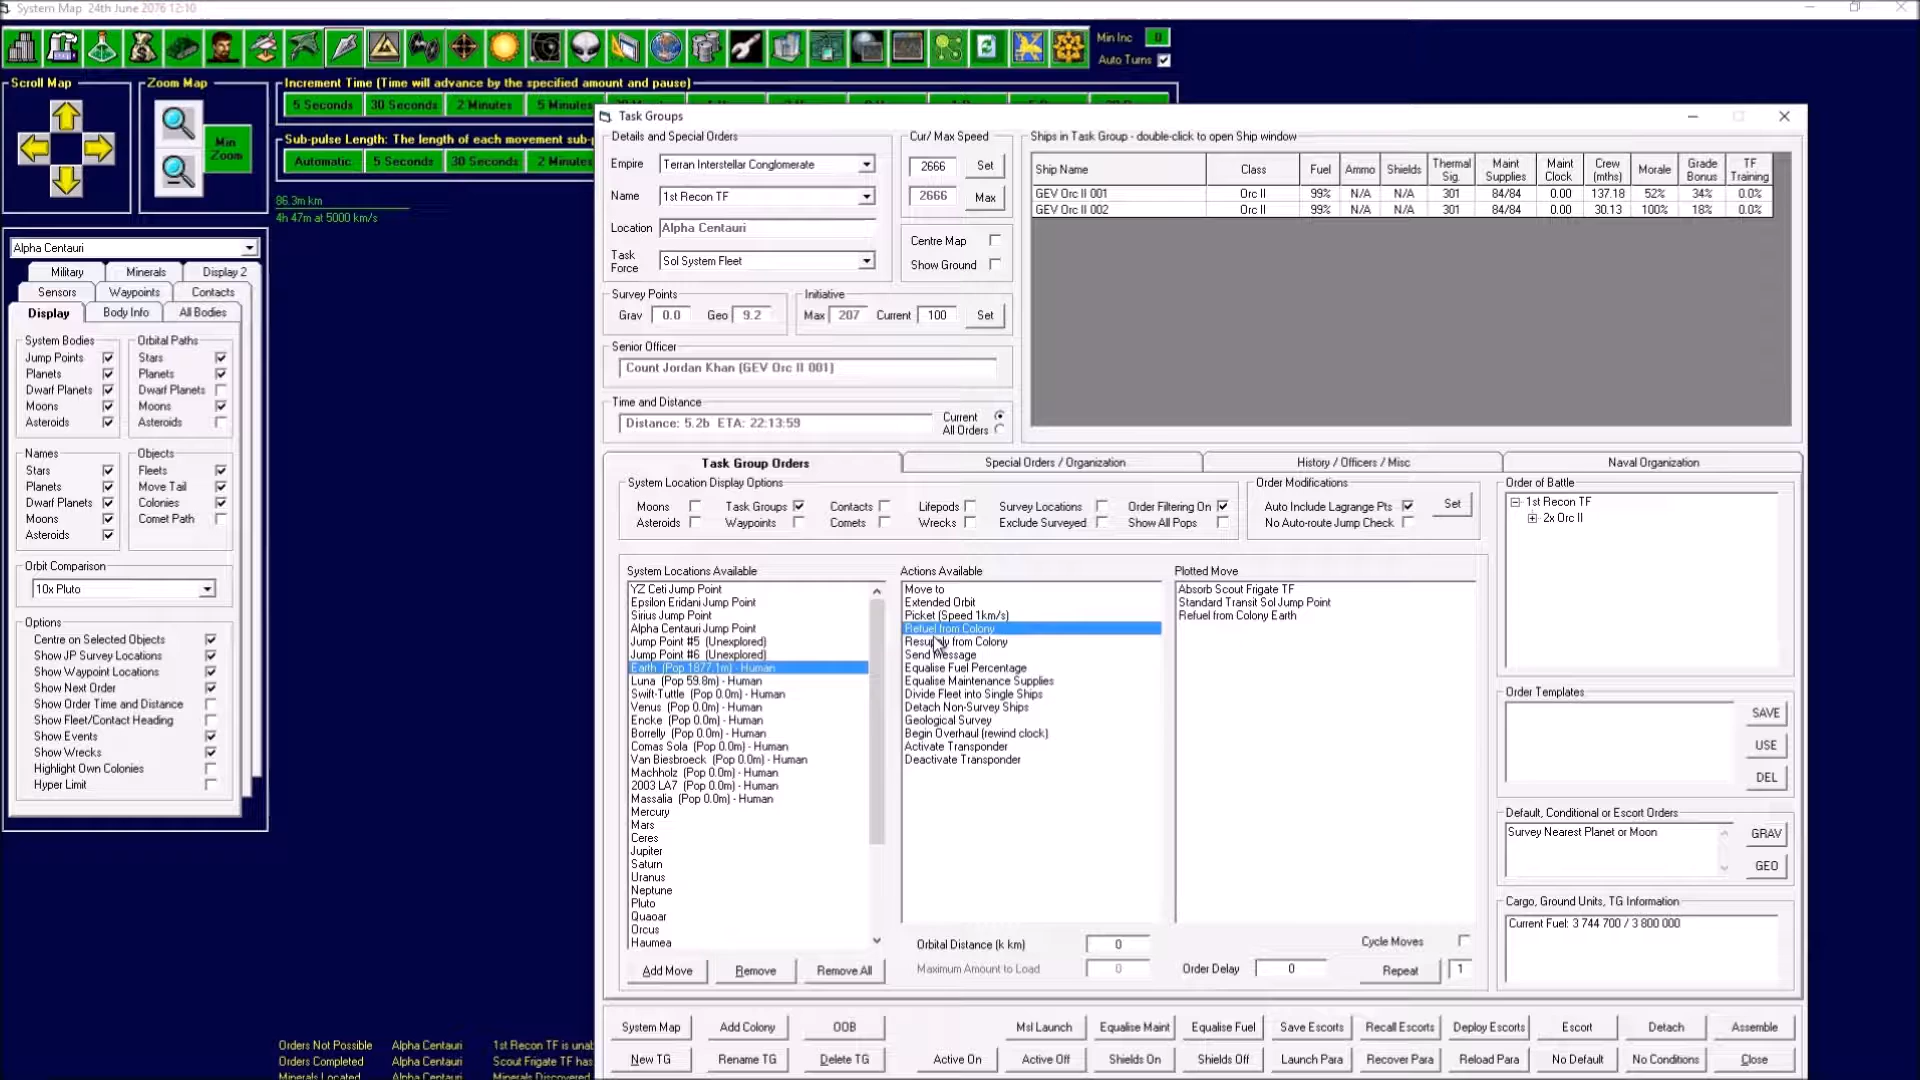 System Map 24th June 2076 12:10
Min Inc 0
Auto Turns
Scroll Map
Zoom Map
Min Zoom
Increment Time (Time will advance by the specified amount and pause)
5 Seconds 30 Seconds 2 Minutes 5 Minutes
Sub-pulse Length: The length of each movement sub-p
Automatic 5 Seconds 30 Seconds 2 Minutes
86.3m km
4h 47m at 5000 km/s
Alpha Centauri
Military Minerals Display 2
Sensors Waypoints Contacts
Display Body Info All Bodies
System Bodies
Jump Points
Planets
Dwarf Planets
Moons
Asteroids
Orbital Paths
Stars
Planets
Dwarf Planets
Moons
Asteroids
Names
Stars
Planets
Dwarf Planets
Moons
Asteroids
Objects
Fleets
Move Tail
Colonies
Comet Path
Orbit Comparison
10x Pluto
Options
Centre on Selected Objects
Show JP Survey Locations
Show Waypoint Locations
Show Next Order
Show Order Time and Distance
Show Fleet/Contact Heading
Show Events
Show Wrecks
Highlight Own Colonies
Hyper Limit
Orders Not Possible Alpha Centauri 1st Recon TF is unab
Orders Completed Alpha Centauri Scout Frigate TF has
Minerals Located Alpha Centauri Minerals Discovered
Task Groups
Details and Special Orders
Empire Terran Interstellar Conglomerate
Name 1st Recon TF
Location Alpha Centauri
Task Force Sol System Fleet
Cur/ Max Speed
2666 Set
2666 Max
Centre Map
Show Ground
Survey Points
Grav 0.0 Geo 9.2
Initiative
Max 207 Current 100 Set
Senior Officer
Count Jordan Khan (GEV Orc II 001)
Time and Distance
Distance: 5.2b ETA: 22:13:59
Current
All Orders
Ships in Task Group - double-click to open Ship window
Ship Name Class Fuel Ammo Shields Thermal Sig. Maint Supplies Maint Clock Crew (mths) Morale Grade Bonus TF Training
GEV Orc II 001 Orc II 99% N/A N/A 301 84/84 0.00 137.18 52% 34% 0.0%
GEV Orc II 002 Orc II 99% N/A N/A 301 84/84 0.00 30.13 100% 18% 0.0%
Task Group Orders Special Orders / Organization History / Officers / Misc Naval Organization
System Location Display Options
Moons Task Groups Contacts Lifepods Survey Locations Order Filtering On
Asteroids Waypoints Comets Wrecks Exclude Surveyed Show All Pops
Order Modifications
Auto Include Lagrange Pts Set
No Auto-route Jump Check
System Locations Available
YZ Ceti Jump Point
Epsilon Eridani Jump Point
Sirius Jump Point
Alpha Centauri Jump Point
Jump Point #5 (Unexplored)
Jump Point #6 (Unexplored)
Earth (Pop 1877.1m) - Human
Luna (Pop 59.8m) - Human
Swift-Tuttle (Pop 0.0m) - Human
Venus (Pop 0.0m) - Human
Encke (Pop 0.0m) - Human
Borrelly (Pop 0.0m) - Human
Comas Sola (Pop 0.0m) - Human
Van Biesbroeck (Pop 0.0m) - Human
Machholz (Pop 0.0m) - Human
2003 LA7 (Pop 0.0m) - Human
Massalia (Pop 0.0m) - Human
Mercury
Mars
Ceres
Jupiter
Saturn
Uranus
Neptune
Pluto
Quaoar
Orcus
Haumea
Add Move Remove Remove All
Actions Available
Move to
Extended Orbit
Picket (Speed 1km/s)
Refuel from Colony
Resupply from Colony
Send Message
Equalise Fuel Percentage
Equalise Maintenance Supplies
Divide Fleet into Single Ships
Detach Non-Survey Ships
Geological Survey
Begin Overhaul (rewind clock)
Activate Transponder
Deactivate Transponder
Orbital Distance (k km) 0
Maximum Amount to Load 0
Plotted Move
Absorb Scout Frigate TF
Standard Transit Sol Jump Point
Refuel from Colony Earth
Cycle Moves
Order Delay 0 Repeat 1
Order of Battle
1st Recon TF
2x Orc II
Order Templates
SAVE
USE
DEL
Default, Conditional or Escort Orders
Survey Nearest Planet or Moon
GRAV
GEO
Cargo, Ground Units, TG Information
Current Fuel: 3 744 700 / 3 800 000
System Map Add Colony OOB Msl Launch Equalise Maint Equalise Fuel Save Escorts Recall Escorts Deploy Escorts Escort Detach Assemble
New TG Rename TG Delete TG Active On Active Off Shields On Shields Off Launch Para Recover Para Reload Para No Default No Conditions Close